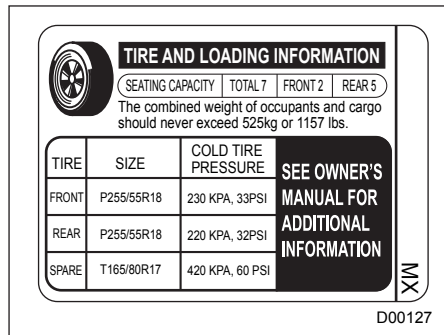 TIRE AND LOADING INFORMATION
SEATING CAPACITY TOTAL 7 FRONT 2 REAR 5
The combined weight of occupants and cargo
should never exceed 525kg or 1157 lbs.
TIRE SIZE COLD TIRE PRESSURE
FRONT P255/55R18 230 KPA, 33PSI
REAR P255/55R18 220 KPA, 32PSI
SPARE T165/80R17 420 KPA, 60 PSI
SEE OWNER'S
MANUAL FOR
ADDITIONAL
INFORMATION
MX
D00127